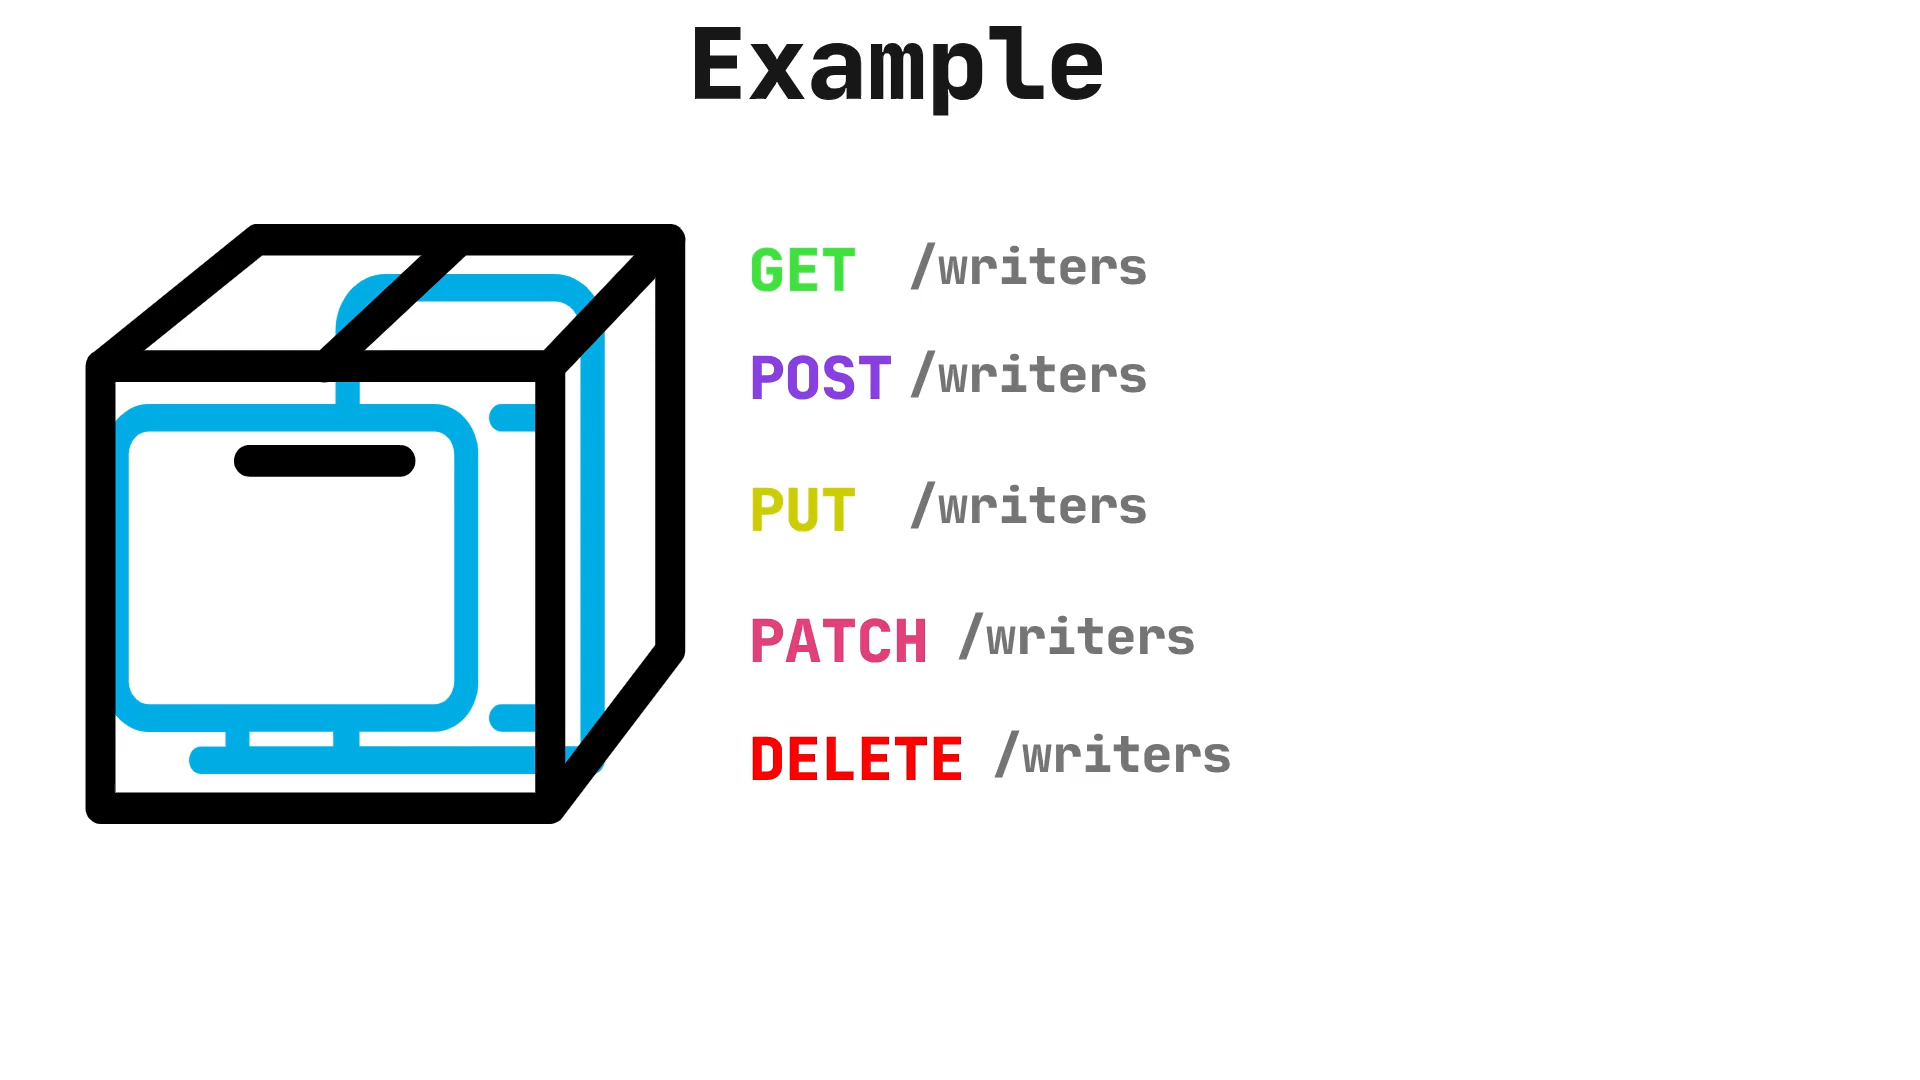 Example
GET /writers
POST /writers
PUT /writers
PATCH /writers
DELETE /writers